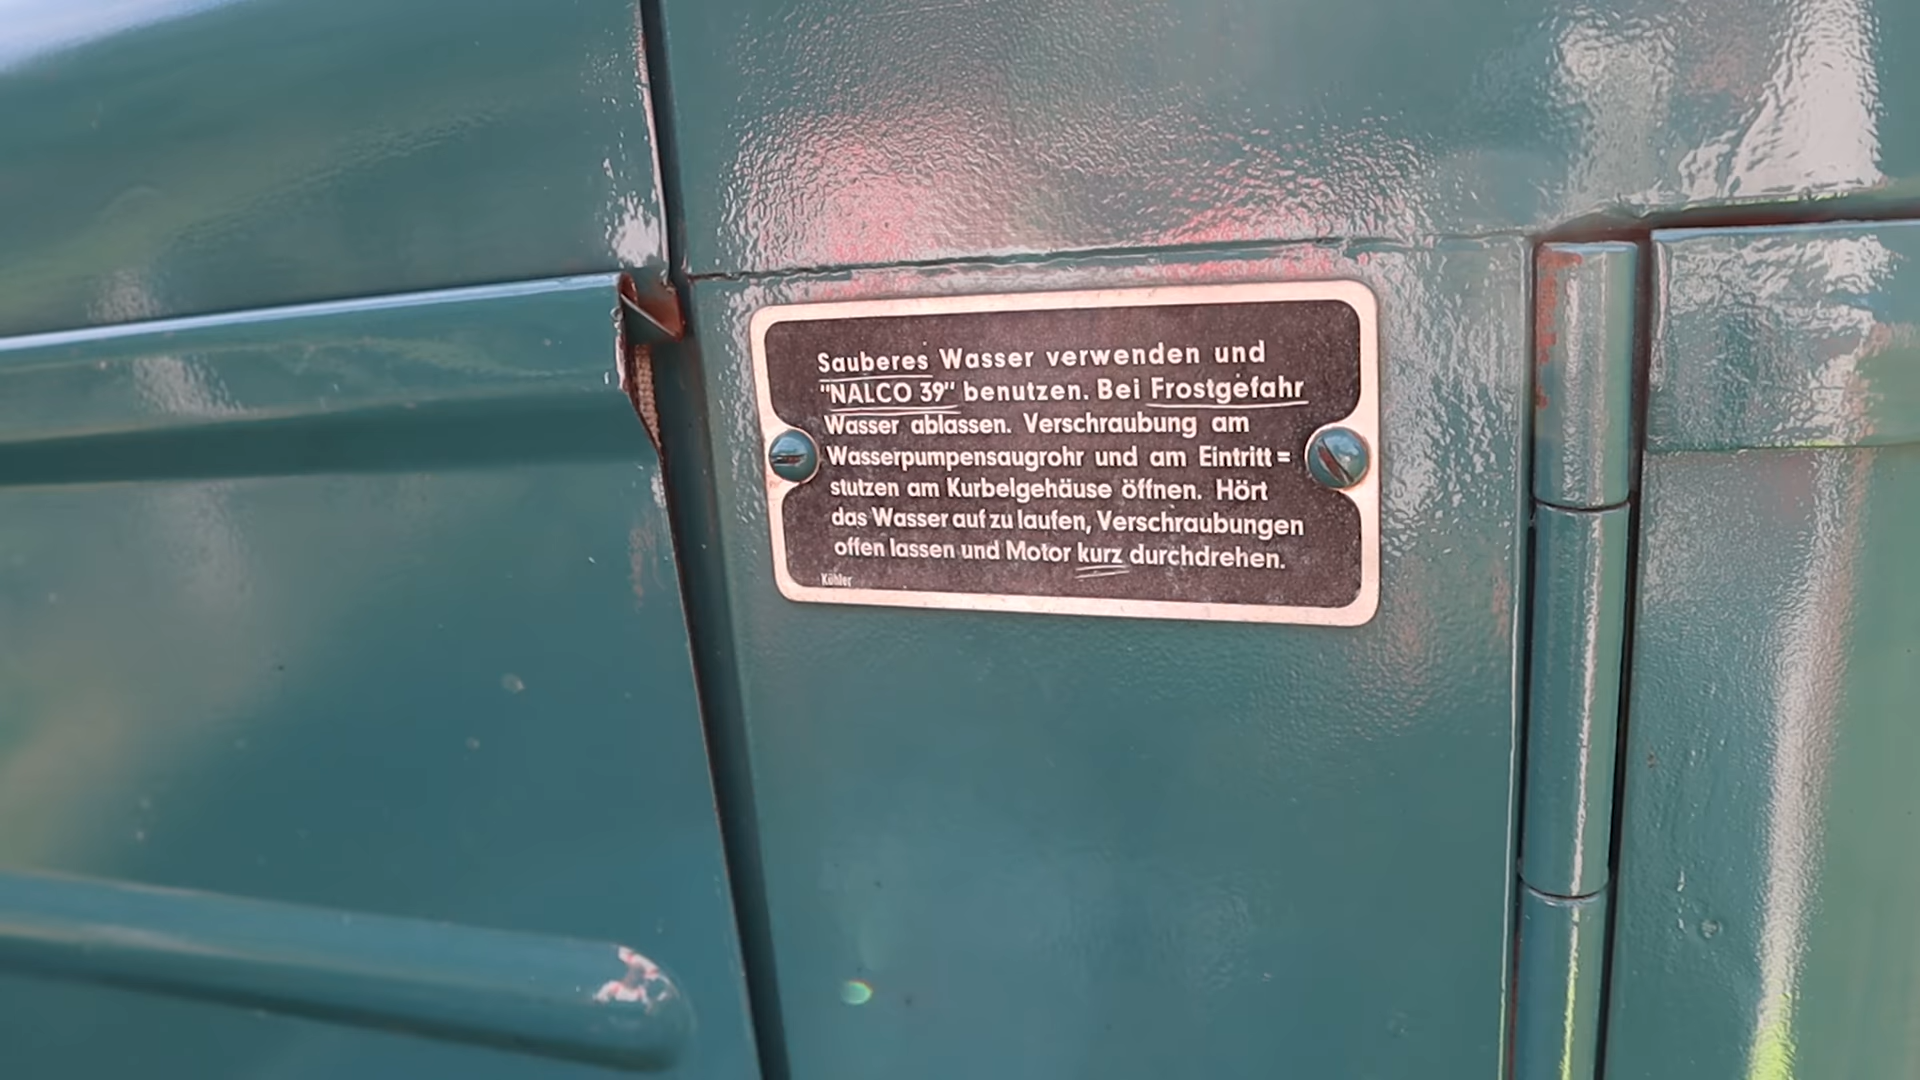 Sauberes Wasser verwenden und
"NALCO 39" benutzen. Bei Frostgefahr
Wasser ablassen. Verschraubung am
Wasserpumpensaugrohr und am Eintritt=
stutzen am Kurbelgehäuse öffnen. Hört
das Wasser auf zu laufen, Verschraubungen
offen lassen und Motor kurz durchdrehen.
Kühler